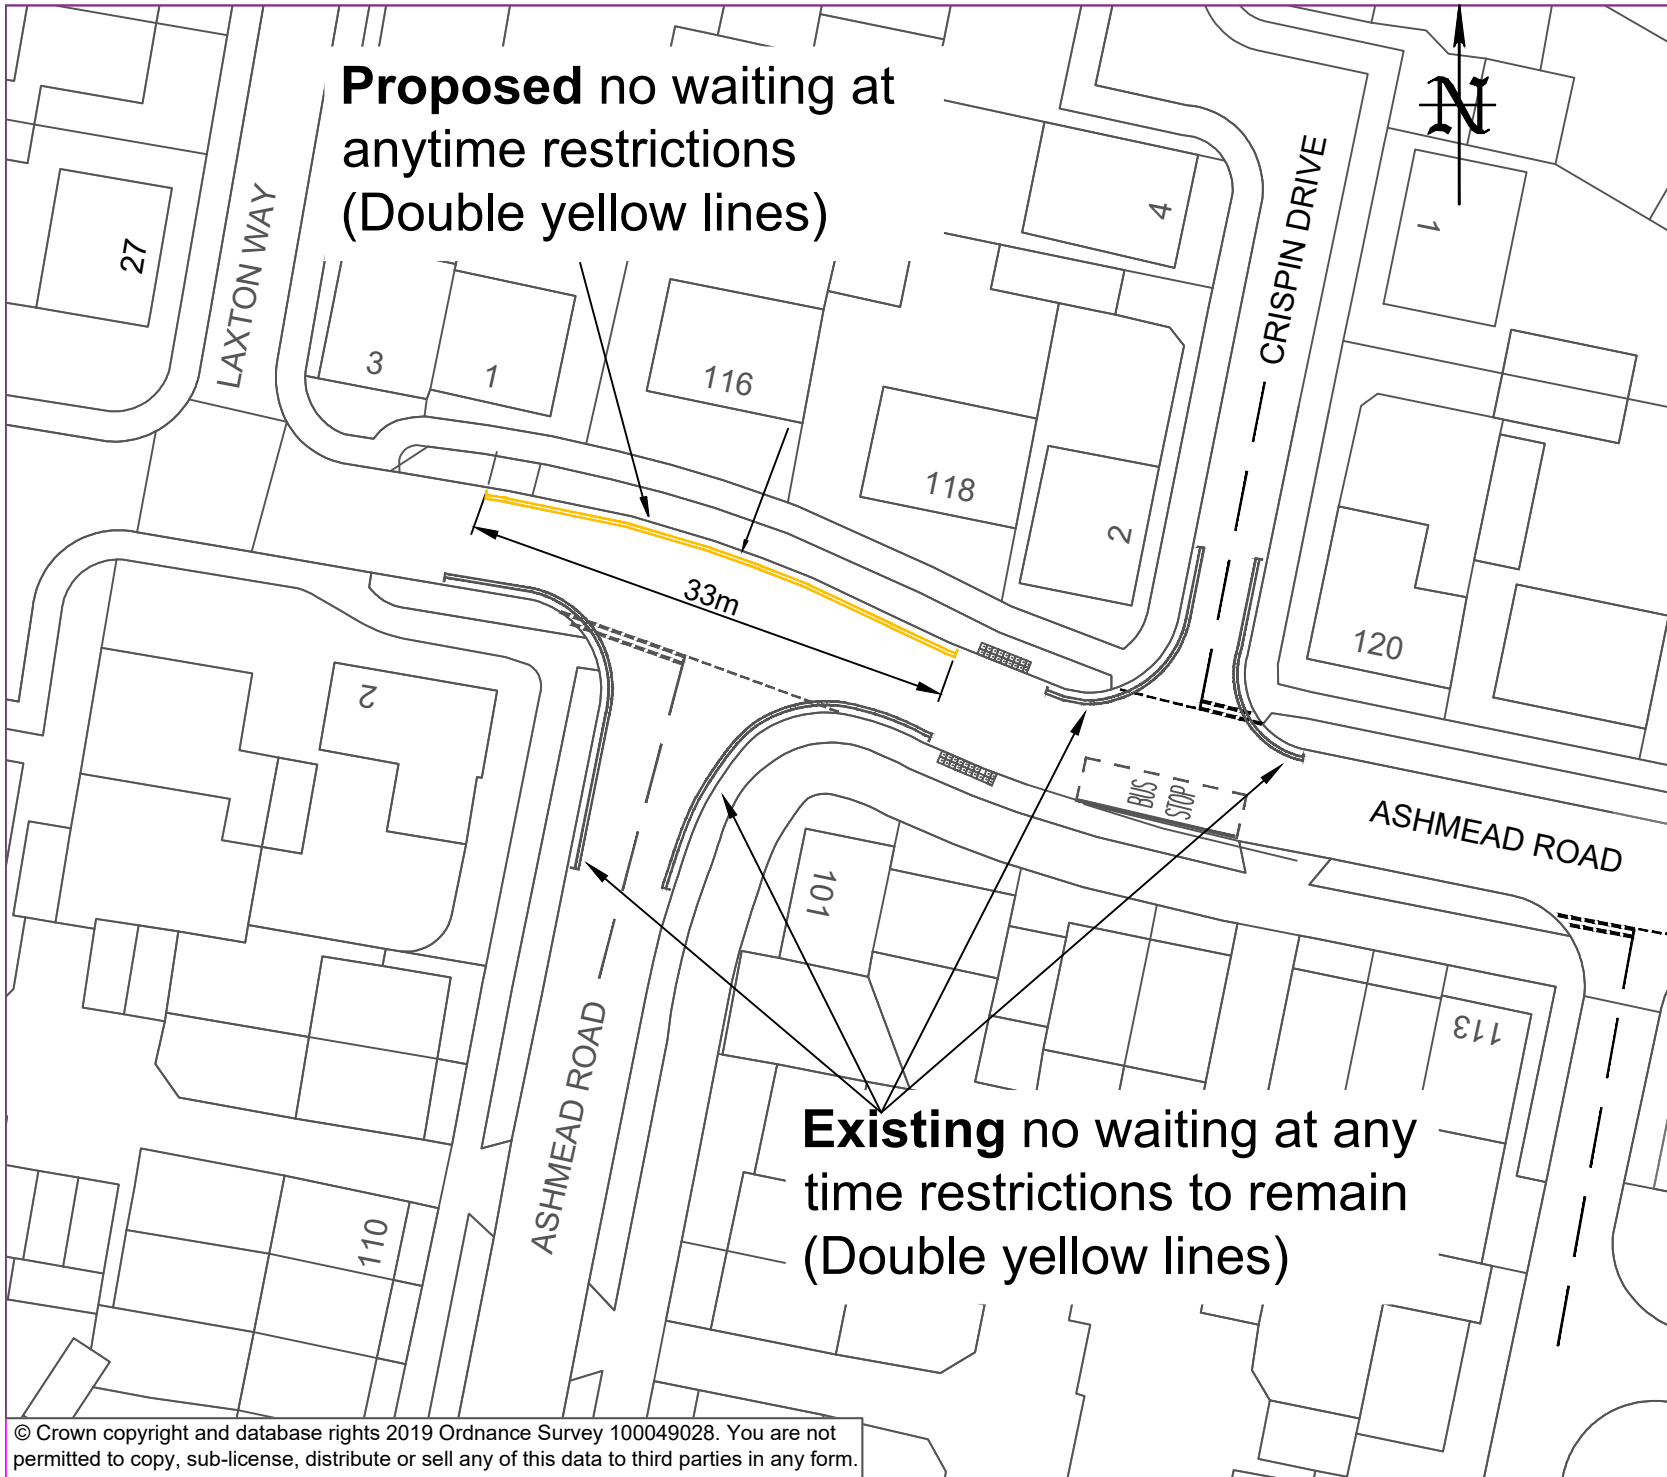 Proposed no waiting at
anytime restrictions
(Double yellow lines)
N
CRISPIN DRIVE
LAXTON WAY
27
4
1
3
1
116
118
2
33m
120
2
BUS
STOP
ASHMEAD ROAD
101
113
ASHMEAD ROAD
110
Existing no waiting at any
time restrictions to remain
(Double yellow lines)
© Crown copyright and database rights 2019 Ordnance Survey 100049028. You are not
permitted to copy, sub-license, distribute or sell any of this data to third parties in any form.